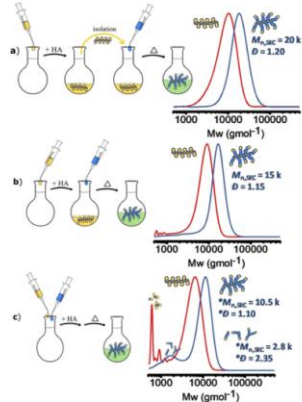 isolation
a)
+ HA
△
Mn,SEC = 20 k
Đ = 1.20
1000 10000 100000
Mw (gmol-1)
b)
+ HA
△
Mn,SEC = 15 k
Đ = 1.15
1000 10000 100000
Mw (gmol-1)
c)
+ HA
△
*Mn,SEC = 10.5 k
*Đ = 1.10
*Mn,SEC = 2.8 k
*Đ = 2.35
1000 10000 100000
Mw (gmol-1)